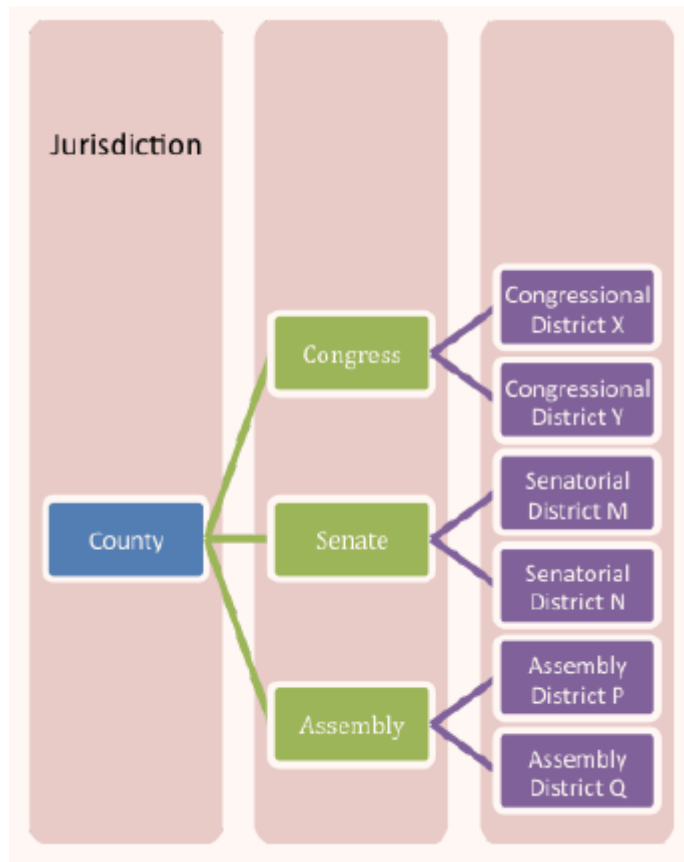 Jurisdiction
County
Congress
Senate
Assembly
Congressional
District X
Congressional
District Y
Senatorial
District M
Senatorial
District N
Assembly
District P
Assembly
District Q